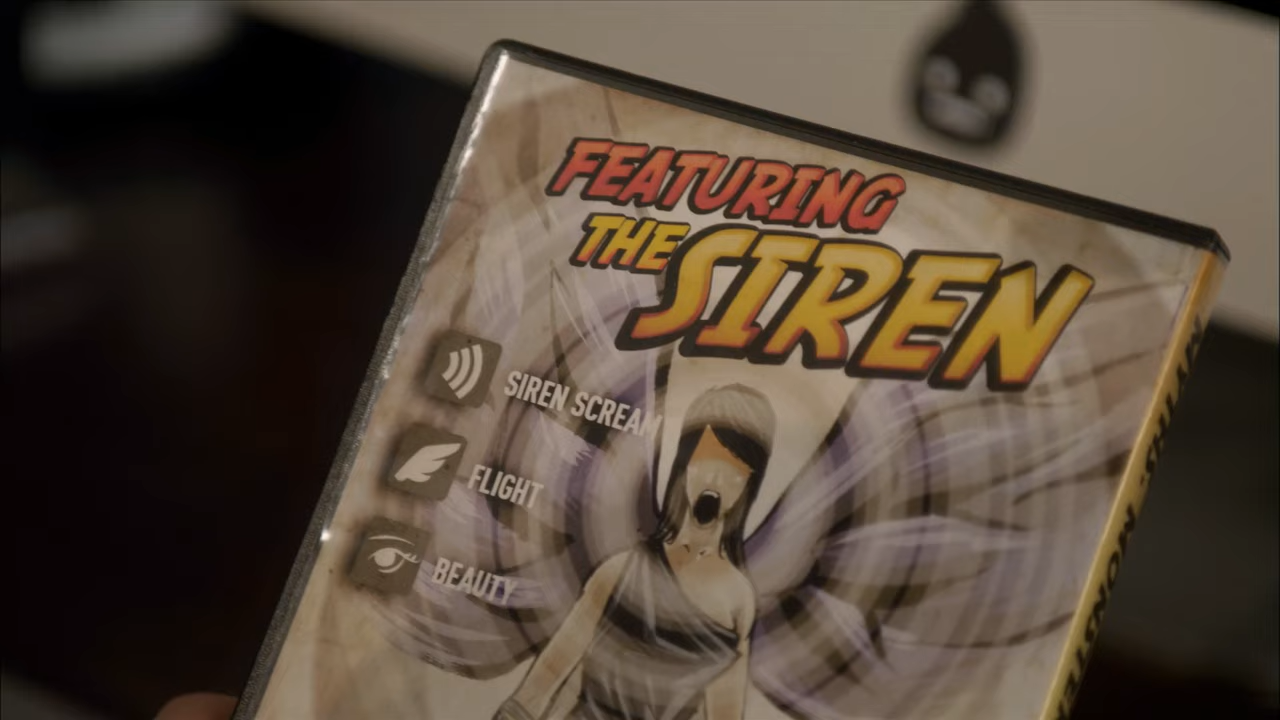 FEATURING
THE SIREN
SIREN SCREAM
FLIGHT
BEAUTY